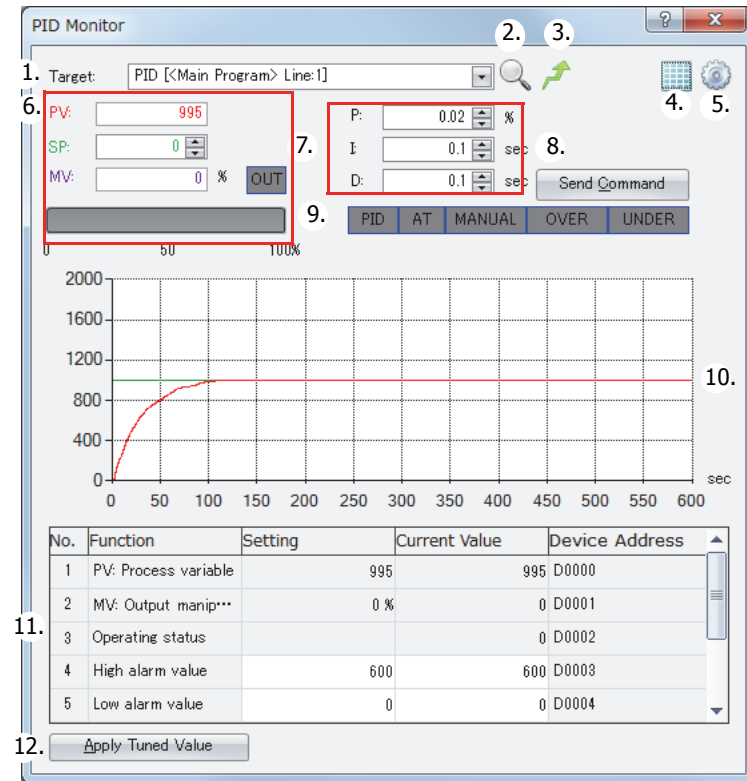 PID Monitor
2. 3.
1. Target: PID [<Main Program> Line:1]
4. 5.
6. PV: 995
SP: 0
MV: 0 % OUT
7. P: 0.02 %
I: 0.1 sec
D: 0.1 sec
8. Send Command
9. PID AT MANUAL OVER UNDER
0 50 100%
2000
1600
1200
800
400
0
10.
sec
0 50 100 150 200 250 300 350 400 450 500 550 600
11.
No. Function Setting Current Value Device Address
1 PV: Process variable 995 995 D0000
2 MV: Output manip... 0 % 0 D0001
3 Operating status 0 D0002
4 High alarm value 600 600 D0003
5 Low alarm value 0 0 D0004
12. Apply Tuned Value